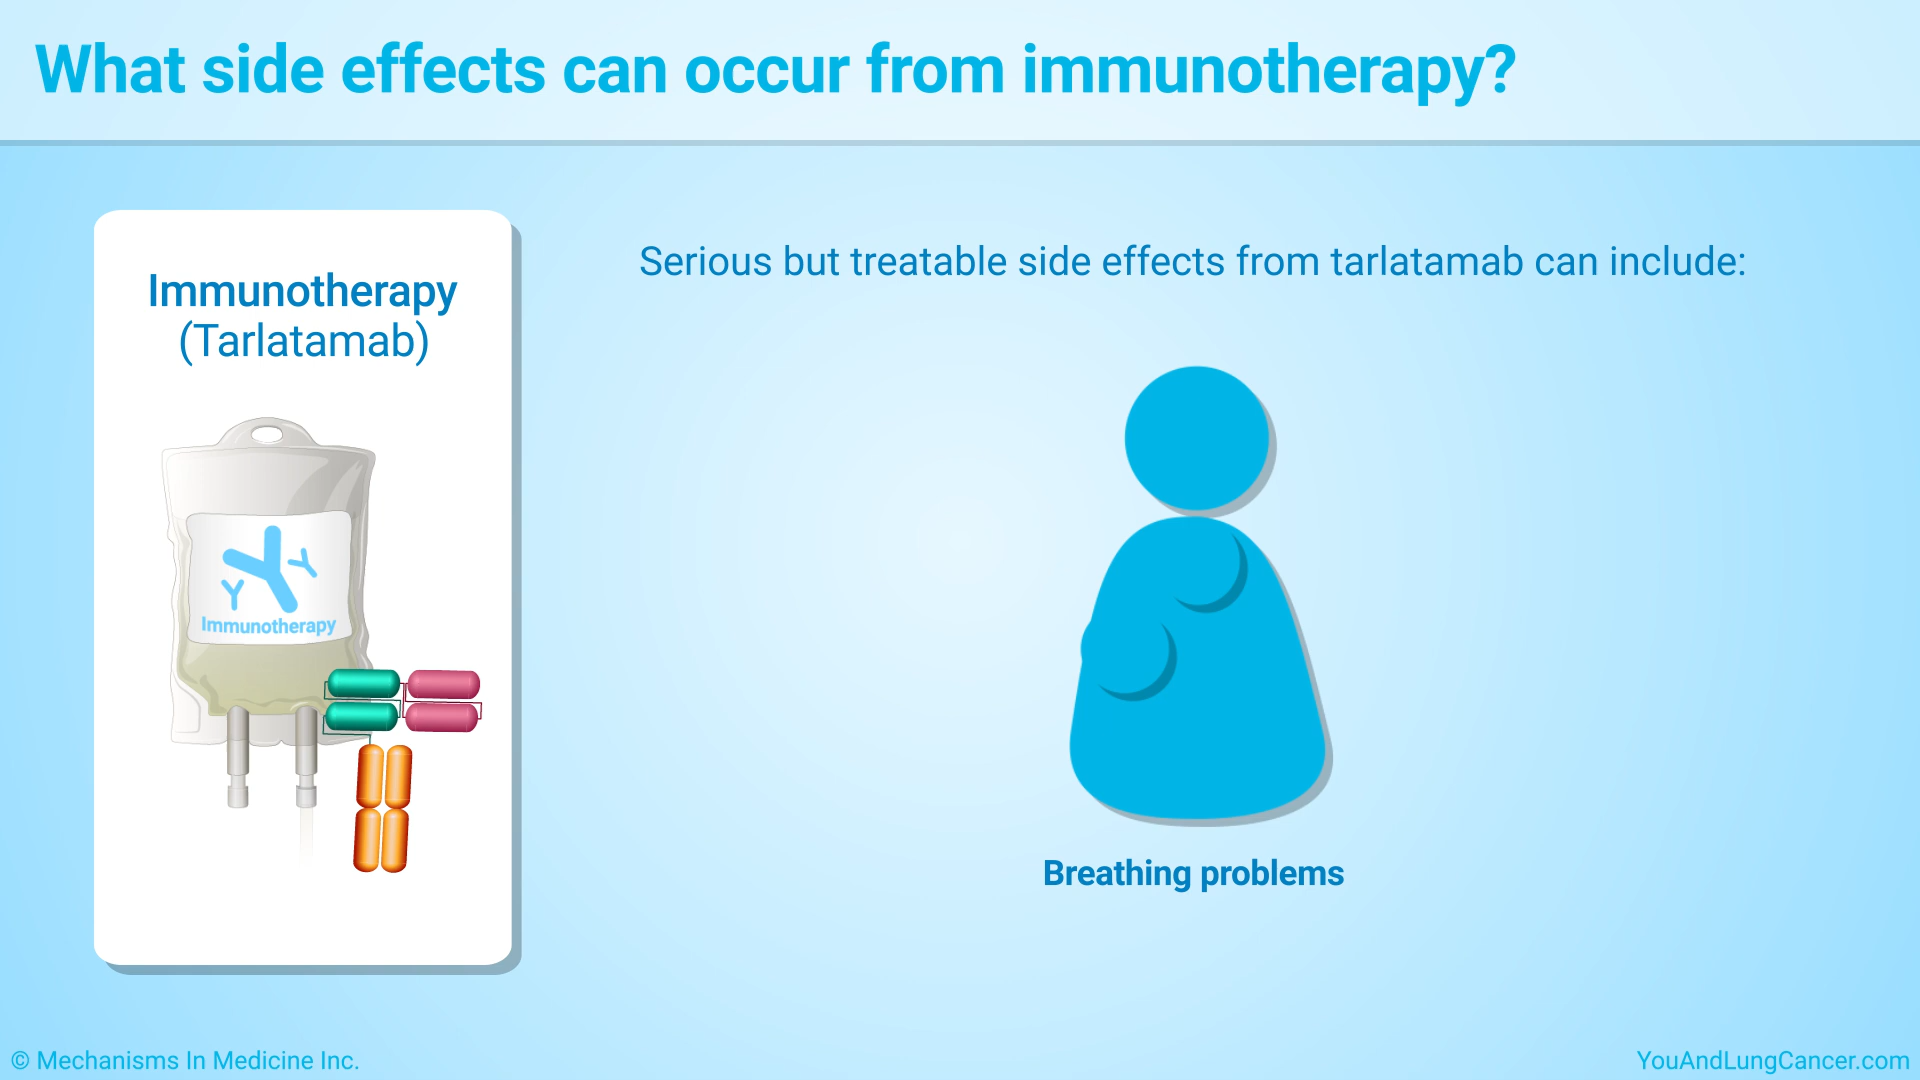 What side effects can occur from immunotherapy?
Immunotherapy
(Tarlatamab)
Immunotherapy
Serious but treatable side effects from tarlatamab can include:
Breathing problems
© Mechanisms In Medicine Inc.
YouAndLungCancer.com